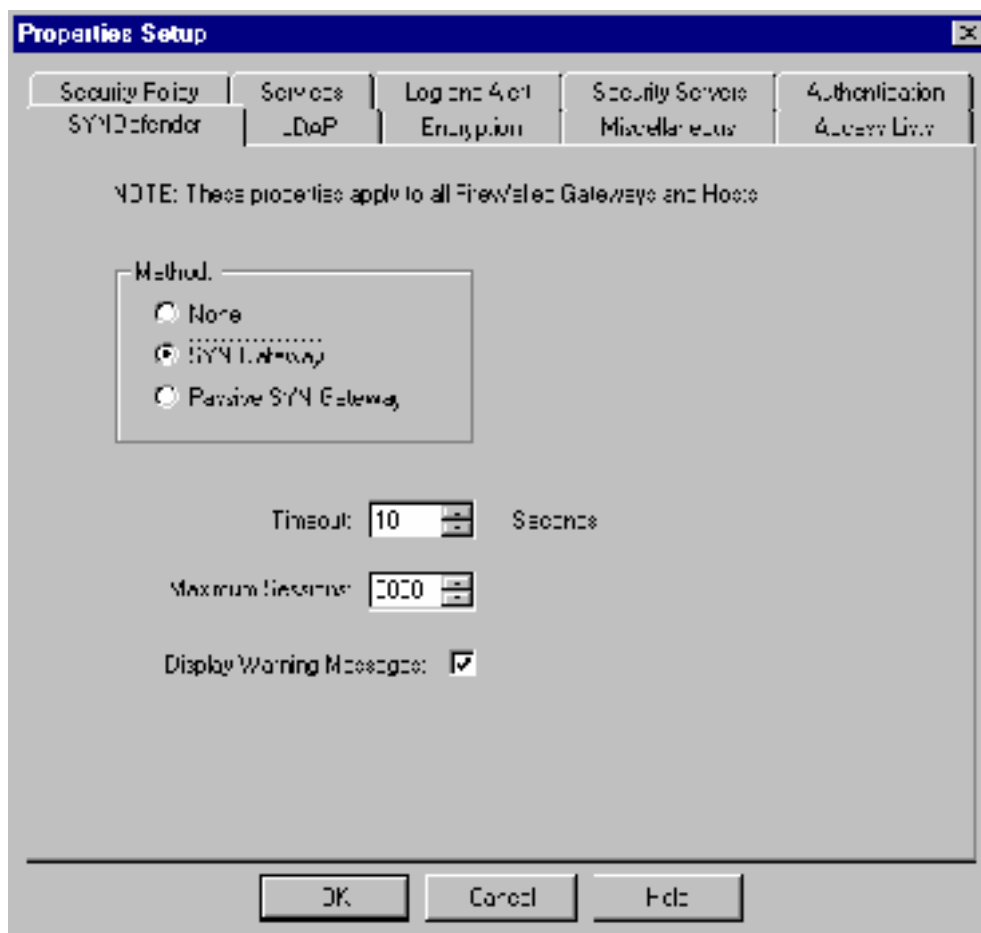 Properties Setup
Security Policy Services Log and Alert Security Servers Authentication
SYNDefender LDAP Encryption Miscellaneous Access Lists
NOTE: These properties apply to all FireWalled Gateways and Hosts
Method:
None
SYN Gateway
Passive SYN Gateway
Timeout: 10 Seconds
Maximum Sessions:
Display Warning Messages:
OK Cancel Help